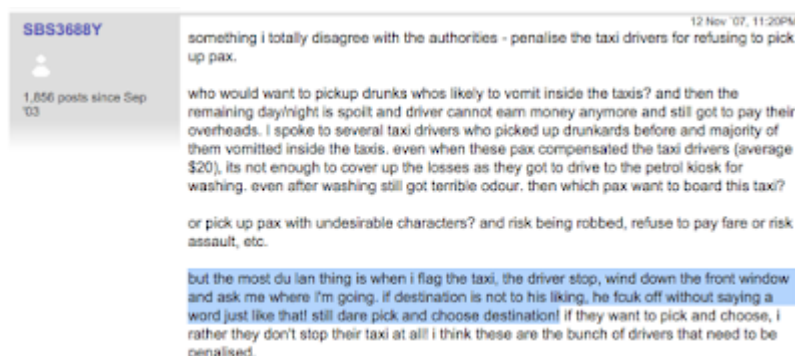 12 Nov '07, 11:20PM
SBS3688Y
1,856 posts since Sep
'03
something i totally disagree with the authorities - penalise the taxi drivers for refusing to pick
up pax.
who would want to pickup drunks whos likely to vomit inside the taxis? and then the
remaining day/night is spoilt and driver cannot earn money anymore and still got to pay their
overheads. I spoke to several taxi drivers who picked up drunkards before and majority of
them vomitted inside the taxis. even when these pax compensated the taxi drivers (average
$20), its not enough to cover up the losses as they got to drive to the petrol kiosk for
washing. even after washing still got terrible odour. then which pax want to board this taxi?
or pick up pax with undesirable characters? and risk being robbed, refuse to pay fare or risk
assault, etc.
but the most du lan thing is when i flag the taxi, the driver stop, wind down the front window
and ask me where I'm going. if destination is not to his liking, he fcuk off without saying a
word just like that! still dare pick and choose destination! if they want to pick and choose, i
rather they don't stop their taxi at all! i think these are the bunch of drivers that need to be
penalised.